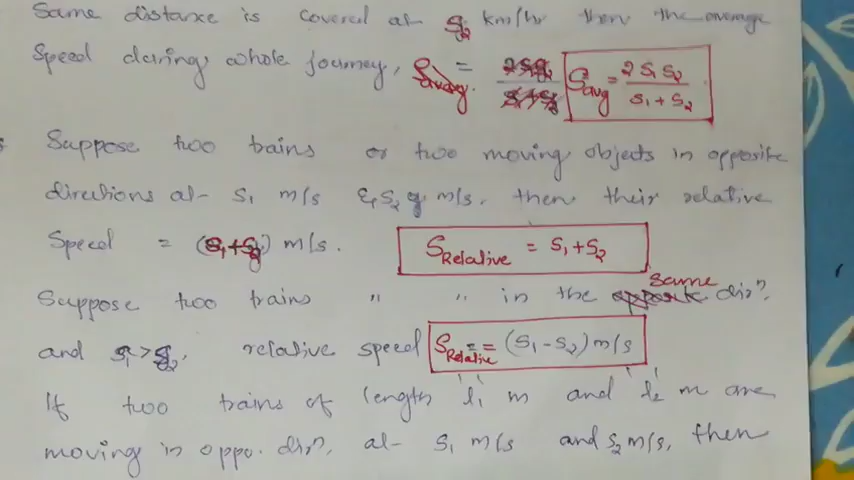 Same distance is covered at S₂ km/hr then the average
Speed during whole journey, Savg = 2S₁S₂ / S₁+S₂
Suppose two trains or two moving objects in opposite
directions at S₁ m/s & S₂ m/s, then their relative
Speed = (S₁+S₂) m/s. SRelative = S₁+S₂
Suppose two trains " " in the same dirⁿ.
and S₁>S₂, relative speed SRelative = (S₁-S₂) m/s
If two trains of length 'l₁' m and 'l₂' m are
moving in oppo. dirⁿ. at S₁ m/s and S₂ m/s, then